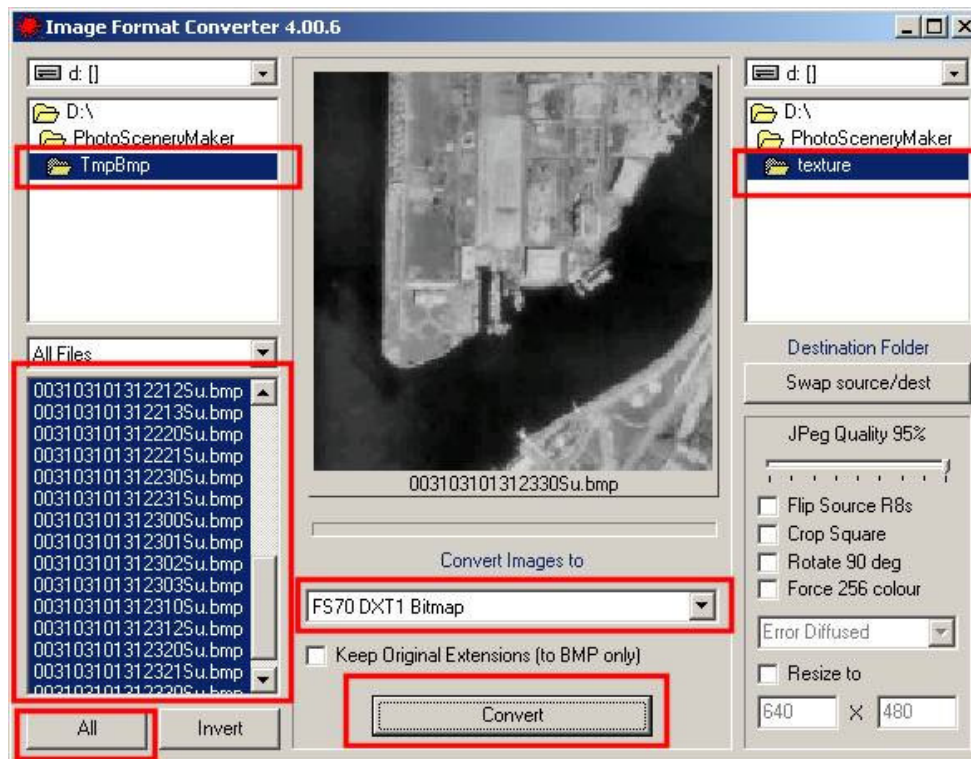 Image Format Converter 4.00.6
d: []
D:\
PhotoSceneryMaker
TmpBmp
All Files
003103101312212Su.bmp
003103101312213Su.bmp
003103101312220Su.bmp
003103101312221Su.bmp
003103101312230Su.bmp
003103101312231Su.bmp
003103101312300Su.bmp
003103101312301Su.bmp
003103101312302Su.bmp
003103101312303Su.bmp
003103101312310Su.bmp
003103101312312Su.bmp
003103101312320Su.bmp
003103101312321Su.bmp
All
Invert
003103101312330Su.bmp
Convert Images to
FS70 DXT1 Bitmap
Keep Original Extensions (to BMP only)
Convert
d: []
D:\
PhotoSceneryMaker
texture
Destination Folder
Swap source/dest
JPeg Quality 95%
Flip Source R8s
Crop Square
Rotate 90 deg
Force 256 colour
Error Diffused
Resize to
640 X 480